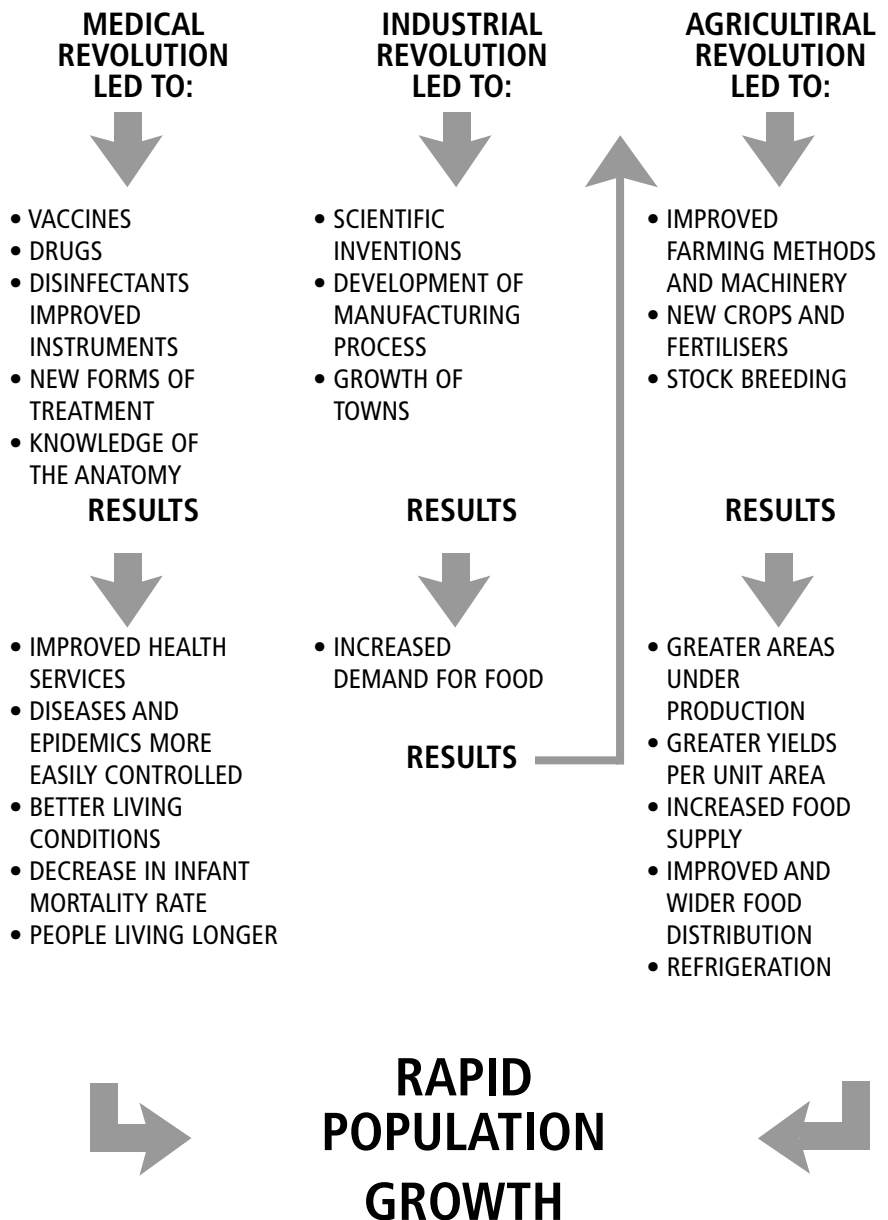 MEDICAL
REVOLUTION
LED TO:
• VACCINES
• DRUGS
• DISINFECTANTS
IMPROVED
INSTRUMENTS
• NEW FORMS OF
TREATMENT
• KNOWLEDGE OF
THE ANATOMY
RESULTS
• IMPROVED HEALTH
SERVICES
• DISEASES AND
EPIDEMICS MORE
EASILY CONTROLLED
• BETTER LIVING
CONDITIONS
• DECREASE IN INFANT
MORTALITY RATE
• PEOPLE LIVING LONGER
INDUSTRIAL
REVOLUTION
LED TO:
• SCIENTIFIC
INVENTIONS
• DEVELOPMENT OF
MANUFACTURING
PROCESS
• GROWTH OF
TOWNS
RESULTS
• INCREASED
DEMAND FOR FOOD
RESULTS
AGRICULTIRAL
REVOLUTION
LED TO:
• IMPROVED
FARMING METHODS
AND MACHINERY
• NEW CROPS AND
FERTILISERS
• STOCK BREEDING
RESULTS
• GREATER AREAS
UNDER
PRODUCTION
• GREATER YIELDS
PER UNIT AREA
• INCREASED FOOD
SUPPLY
• IMPROVED AND
WIDER FOOD
DISTRIBUTION
• REFRIGERATION
RAPID
POPULATION
GROWTH